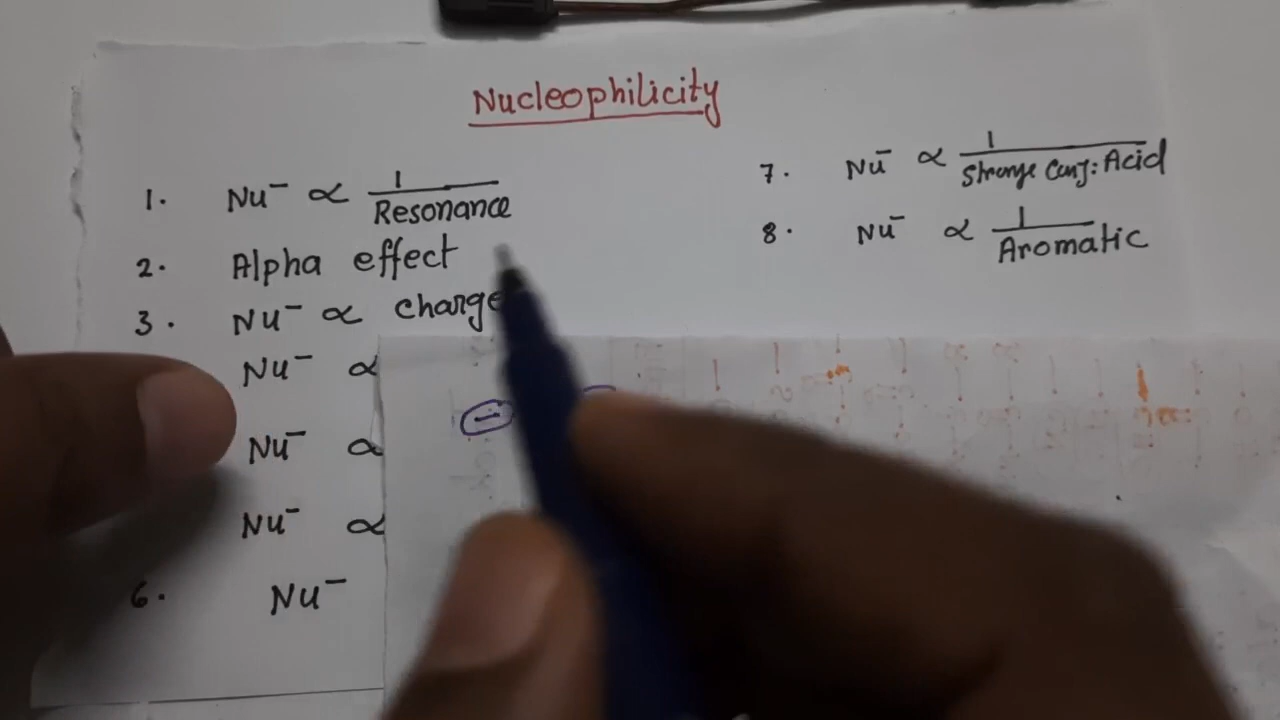 Nucleophilicity
1. Nu⁻ ∝ 1
Resonance
2. Alpha effect
3. Nu⁻ ∝ charge
Nu⁻ ∝
Nu⁻ ∝
Nu⁻ ∝
6. Nu⁻
7. Nu⁻ ∝ 1
Stronge Conj: Acid
8. Nu⁻ ∝ 1
Aromatic